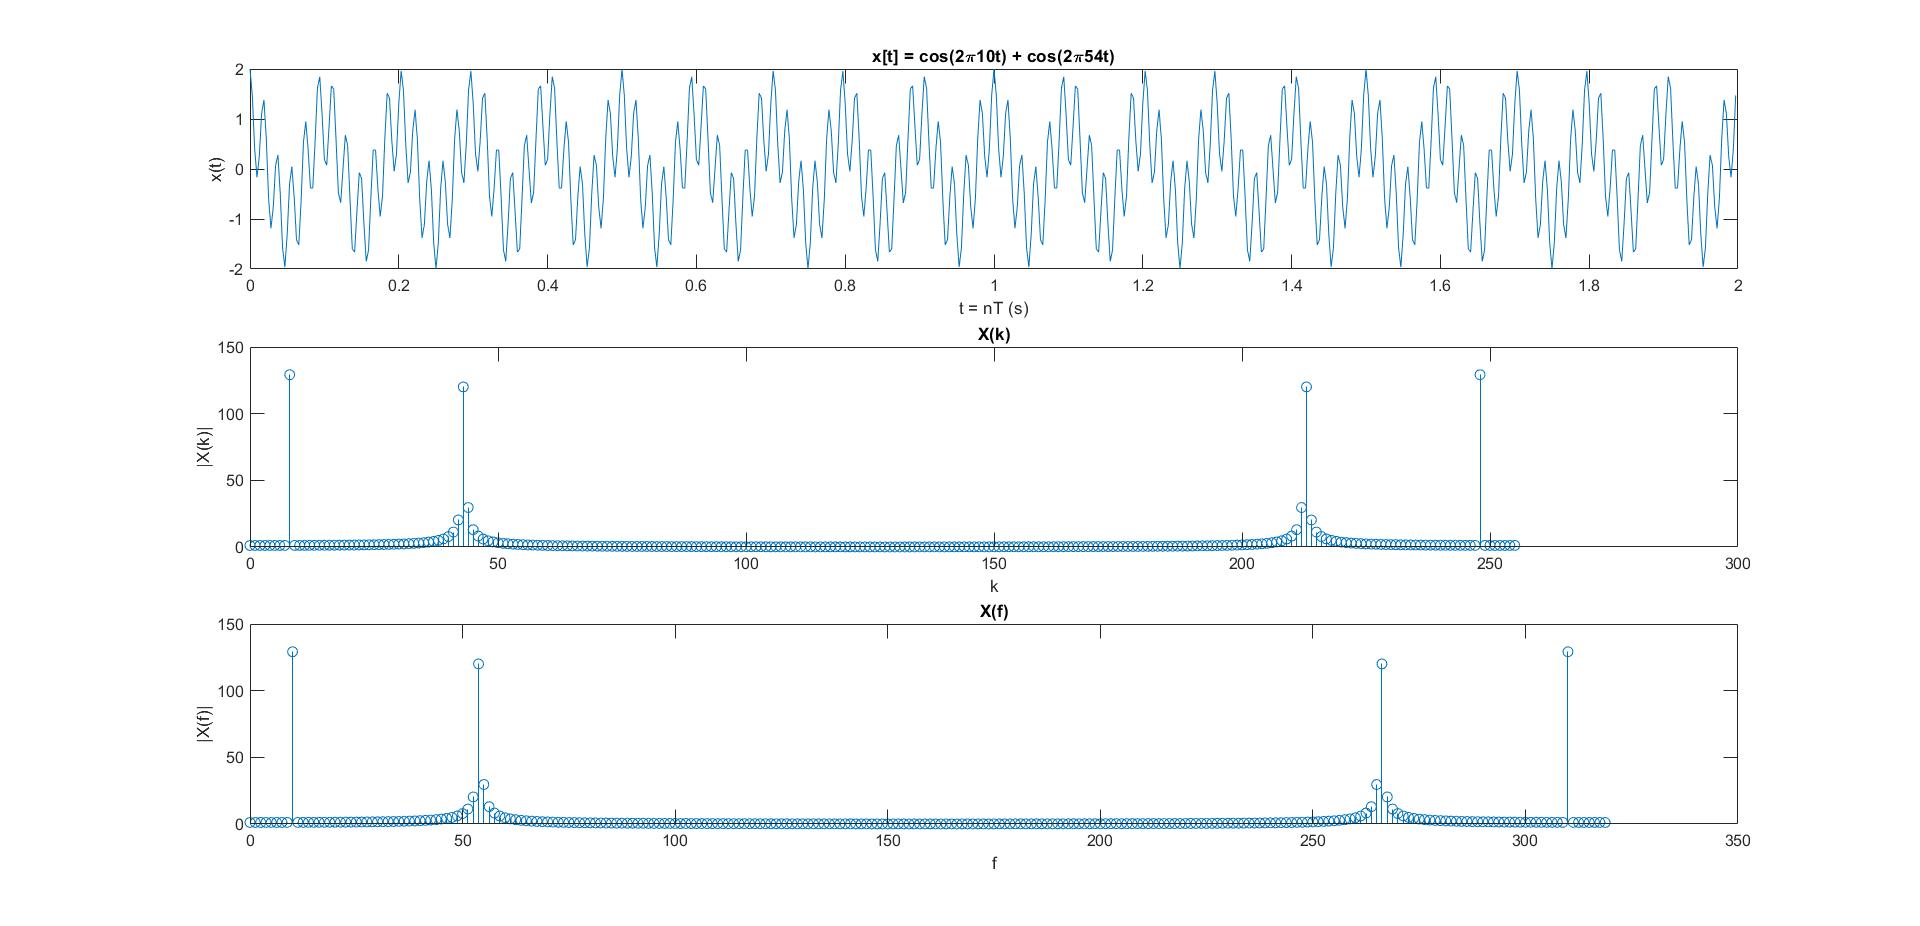 x[t] = cos(2π10t) + cos(2π54t)
2
1
0
-1
-2
x(t)
0 0.2 0.4 0.6 0.8 1 1.2 1.4 1.6 1.8 2
t = nT (s)
X(k)
150
100
50
0
|X(k)|
0 50 100 150 200 250 300
k
X(f)
150
100
50
0
|X(f)|
0 50 100 150 200 250 300 350
f